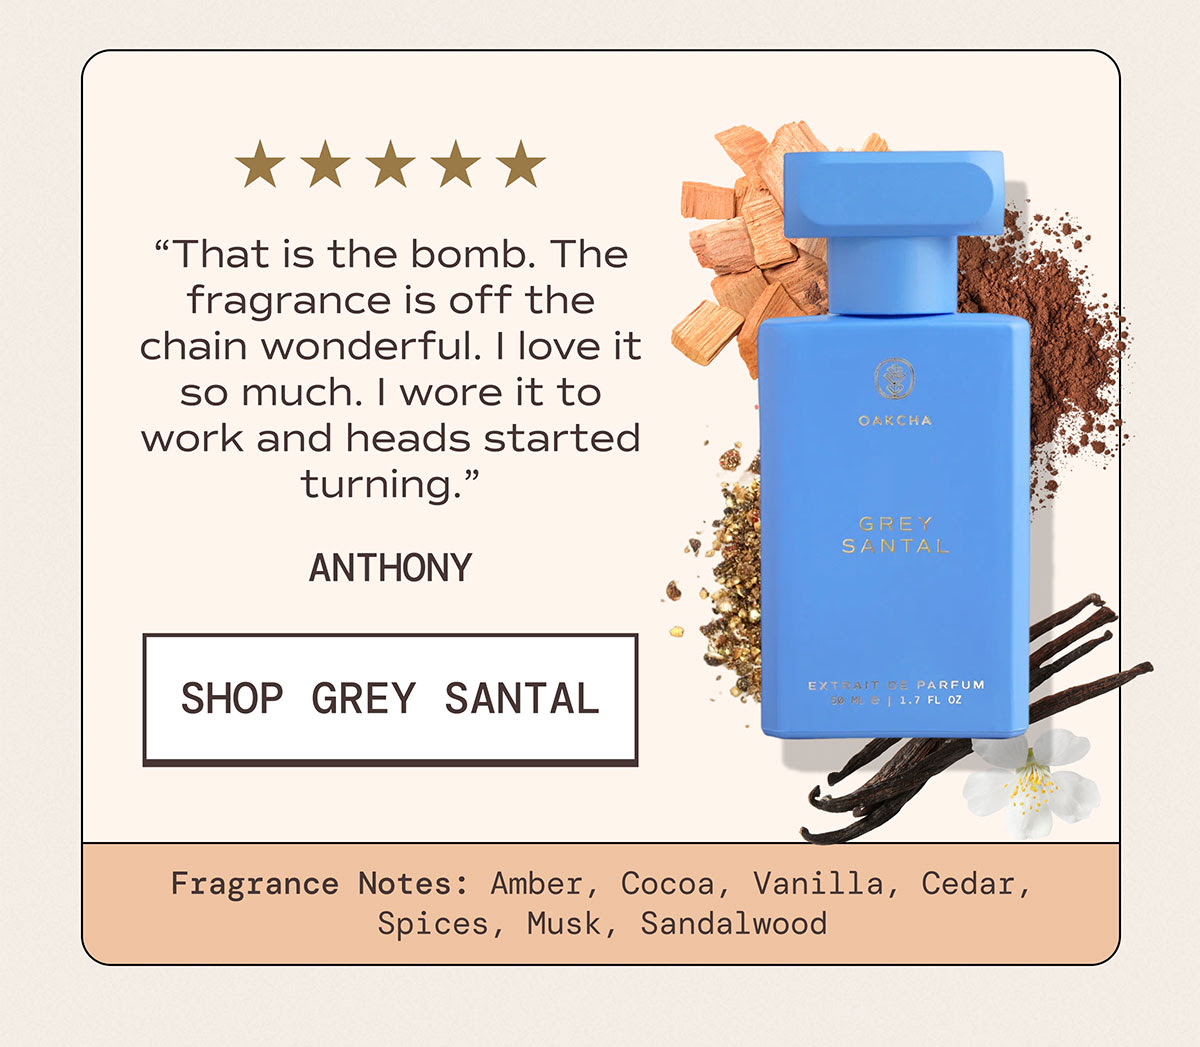 “That is the bomb. The
fragrance is off the
chain wonderful. I love it
so much. I wore it to
work and heads started
turning.”
ANTHONY
SHOP GREY SANTAL
OAKCHA
GREY
SANTAL
EXTRAIT DE PARFUM
50 ML ℮ | 1.7 FL OZ
Fragrance Notes: Amber, Cocoa, Vanilla, Cedar,
Spices, Musk, Sandalwood